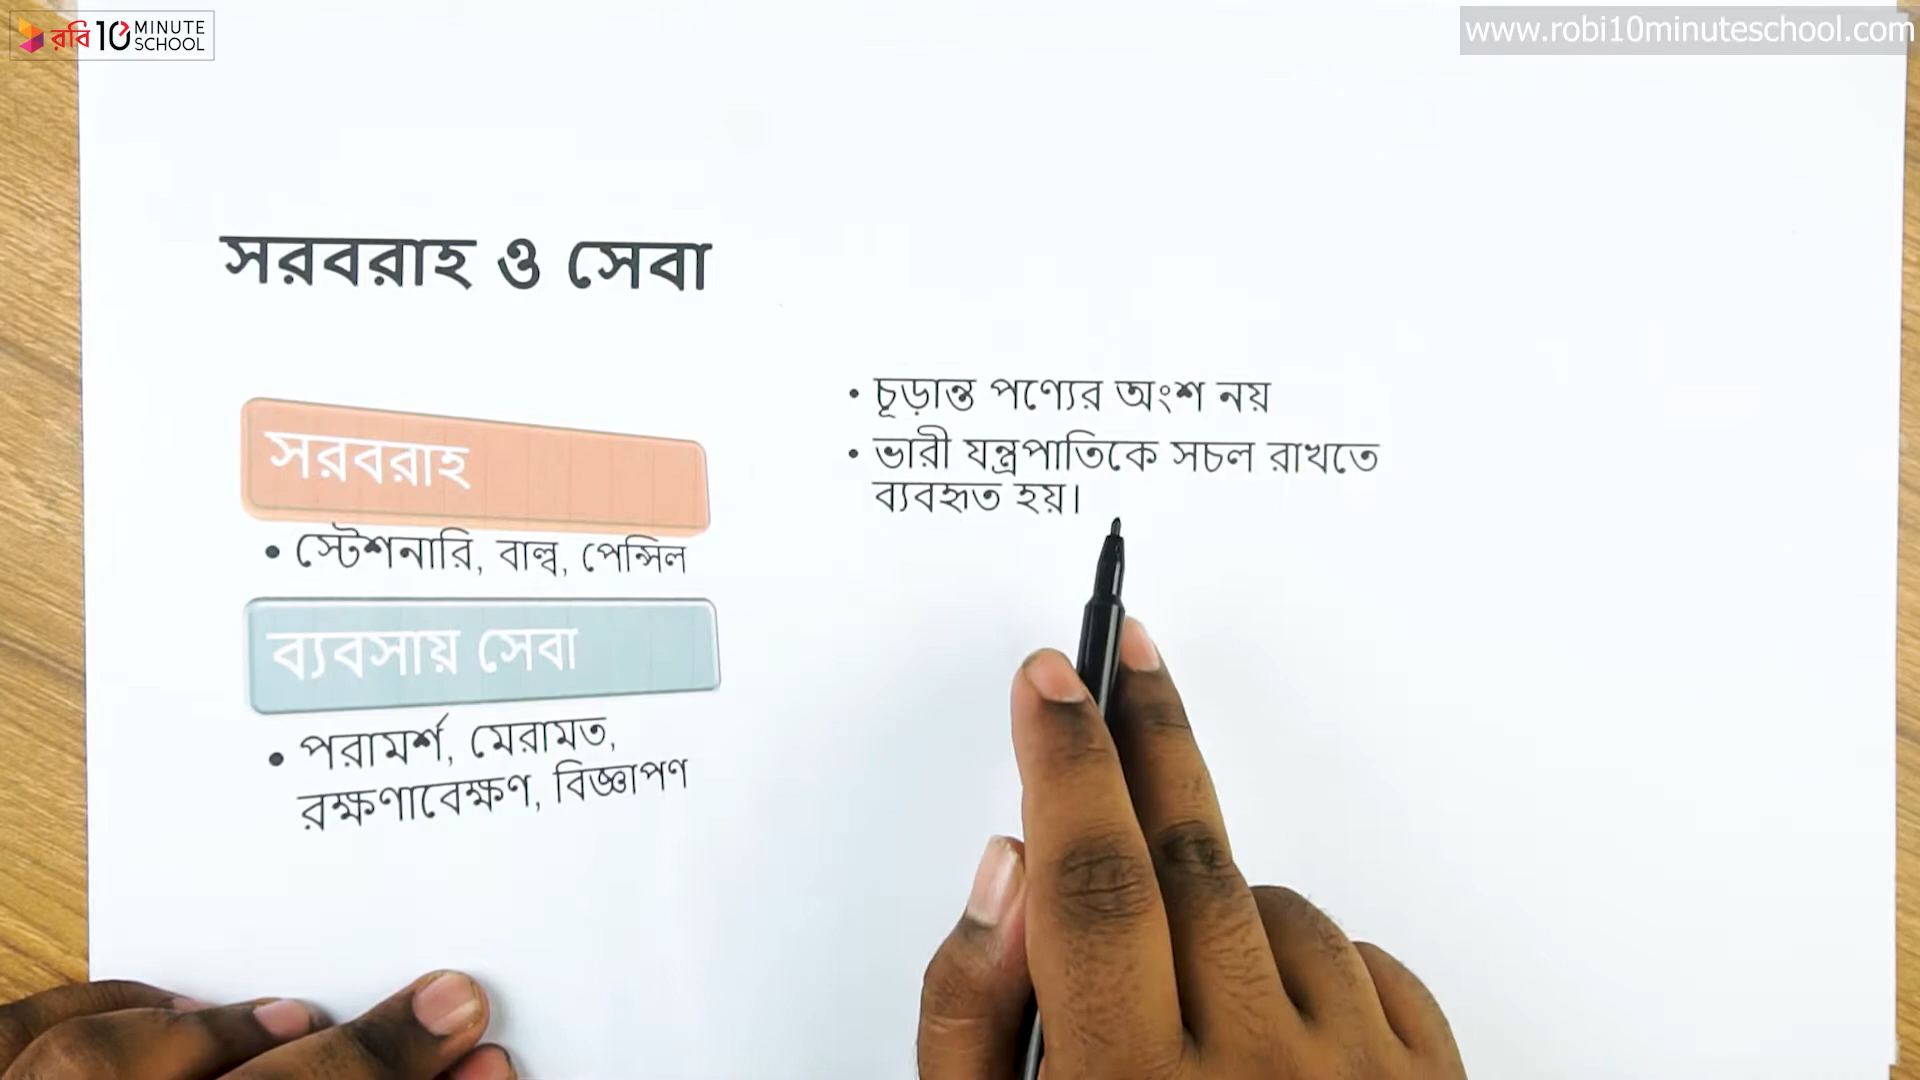 রবি 10 MINUTE SCHOOL
www.robi10minuteschool.com
সরবরাহ ও সেবা
সরবরাহ
• স্টেশনারি, বাল্ব, পেন্সিল
ব্যবসায় সেবা
• পরামর্শ, মেরামত,
রক্ষণাবেক্ষণ, বিজ্ঞাপণ
• চূড়ান্ত পণ্যের অংশ নয়
• ভারী যন্ত্রপাতিকে সচল রাখতে
ব্যবহৃত হয়।